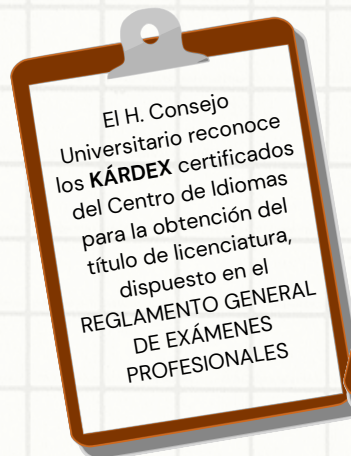 El H. Consejo
Universitario reconoce
los KÁRDEX certificados
del Centro de Idiomas
para la obtención del
título de licenciatura,
dispuesto en el
REGLAMENTO GENERAL
DE EXÁMENES
PROFESIONALES